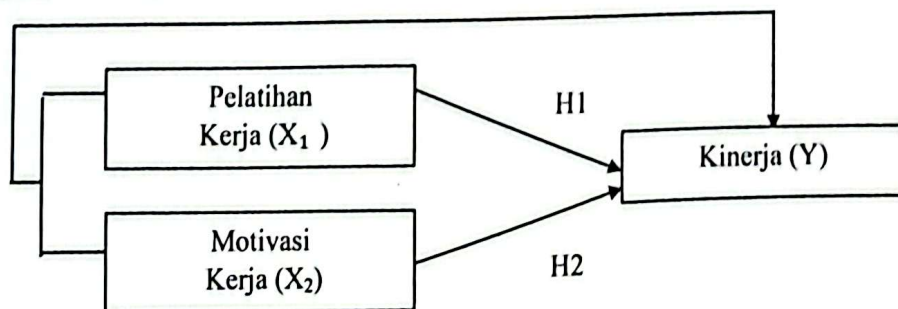 Pelatihan
Kerja (X₁ )
H1
Kinerja (Y)
Motivasi
Kerja (X₂)
H2